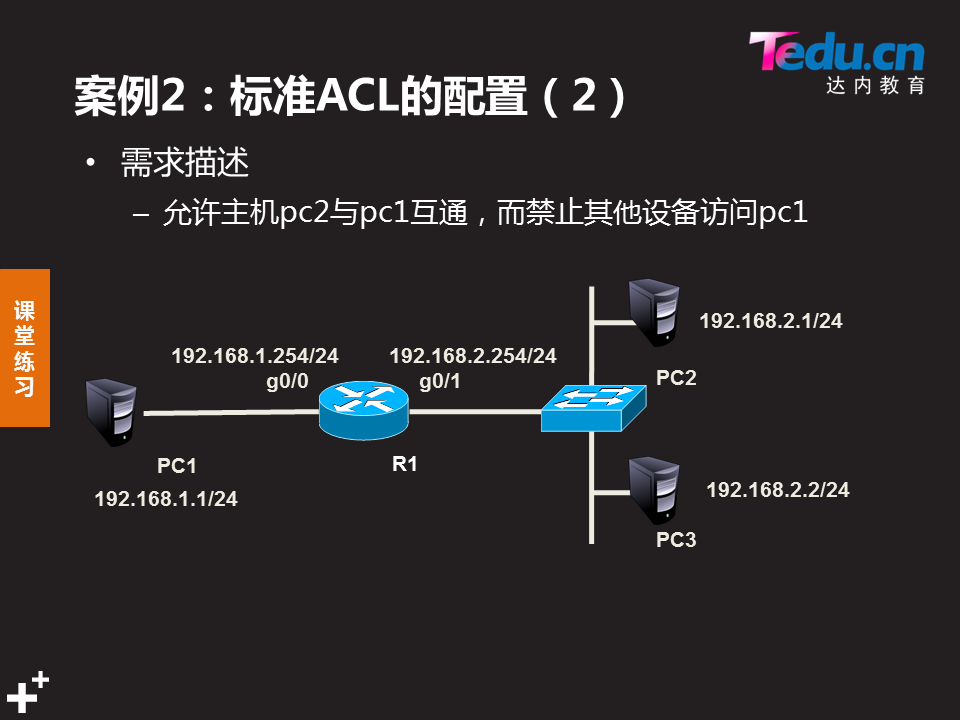 Tedu.cn
达内教育
案例2：标准ACL的配置（2）
• 需求描述
– 允许主机pc2与pc1互通，而禁止其他设备访问pc1
课堂练习
192.168.2.1/24
192.168.1.254/24
192.168.2.254/24
g0/0
g0/1
PC2
PC1
R1
192.168.1.1/24
192.168.2.2/24
PC3